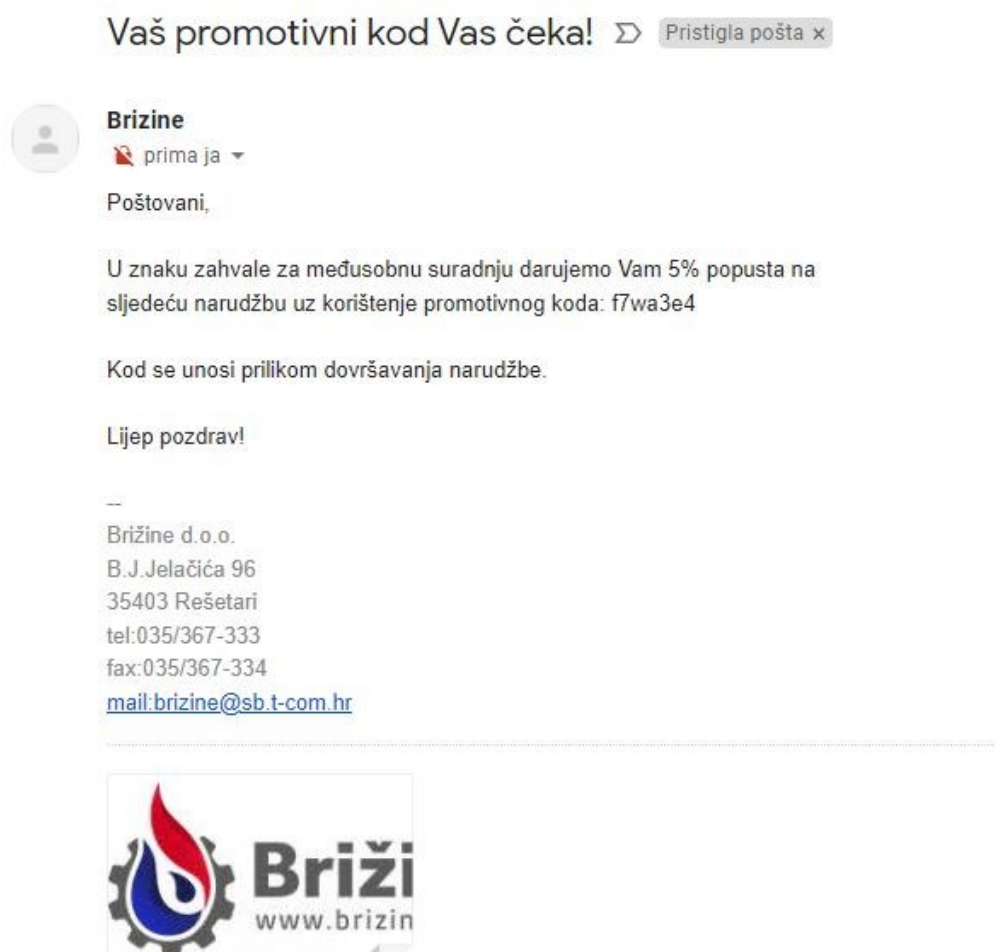 Vaš promotivni kod Vas čeka! Pristigla pošta ×
Brizine
prima ja
Poštovani,
U znaku zahvale za međusobnu suradnju darujemo Vam 5% popusta na
sljedeću narudžbu uz korištenje promotivnog koda: f7wa3e4
Kod se unosi prilikom dovršavanja narudžbe.
Lijep pozdrav!
--
Brižine d.o.o.
B.J.Jelačića 96
35403 Rešetari
tel:035/367-333
fax:035/367-334
mail:brizine@sb.t-com.hr
Briži
www.brizin